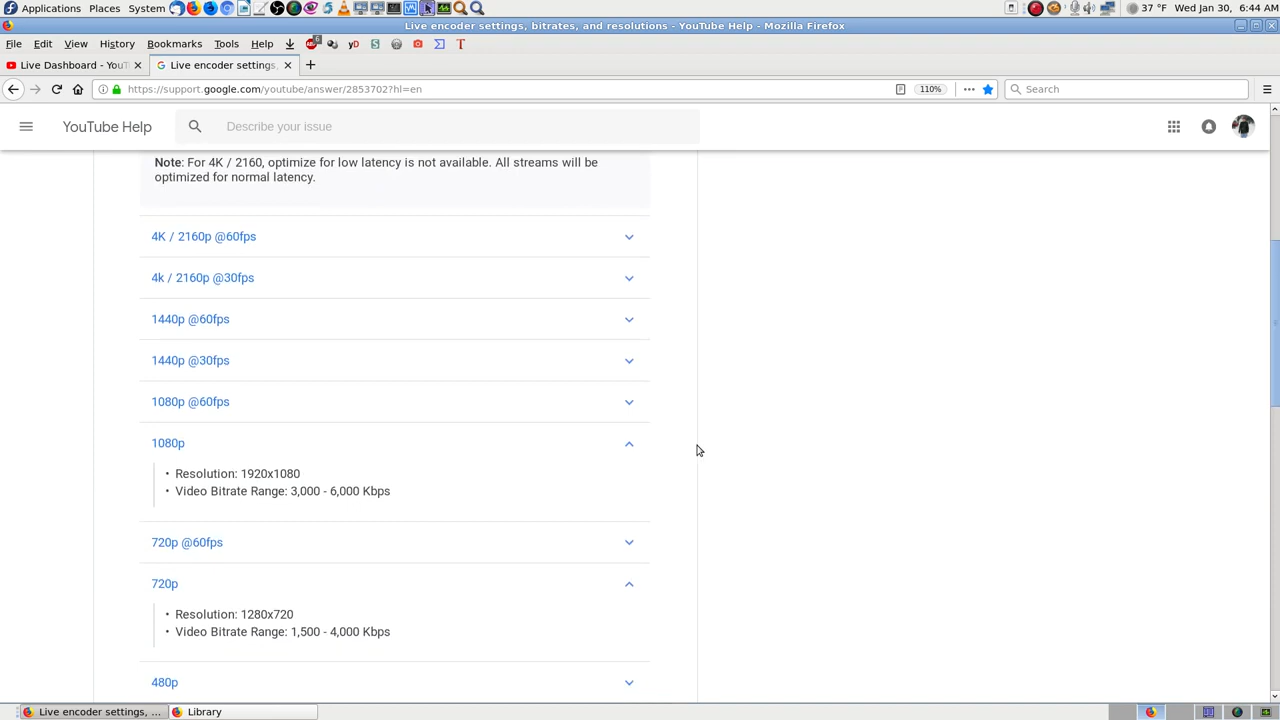 Applications Places System 37 °F Wed Jan 30, 6:44 AM
Live encoder settings, bitrates, and resolutions - YouTube Help - Mozilla Firefox
File Edit View History Bookmarks Tools Help 6 yD S T
Live Dashboard - YouT Live encoder settings,
https://support.google.com/youtube/answer/2853702?hl=en 110% Search
YouTube Help Describe your issue
Note: For 4K / 2160, optimize for low latency is not available. All streams will be
optimized for normal latency.
4K / 2160p @60fps
4k / 2160p @30fps
1440p @60fps
1440p @30fps
1080p @60fps
1080p
• Resolution: 1920x1080
• Video Bitrate Range: 3,000 - 6,000 Kbps
720p @60fps
720p
• Resolution: 1280x720
• Video Bitrate Range: 1,500 - 4,000 Kbps
480p
Live encoder settings, ... Library